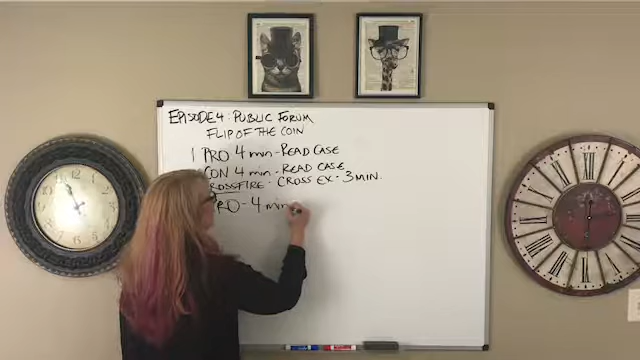 EPISODE 4: PUBLIC FORUM
FLIP OF THE COIN
1 PRO 4 min - READ CASE
CON 4 min - READ CASE
CROSSFIRE - CROSS EX - 3 MIN.
PRO - 4 min